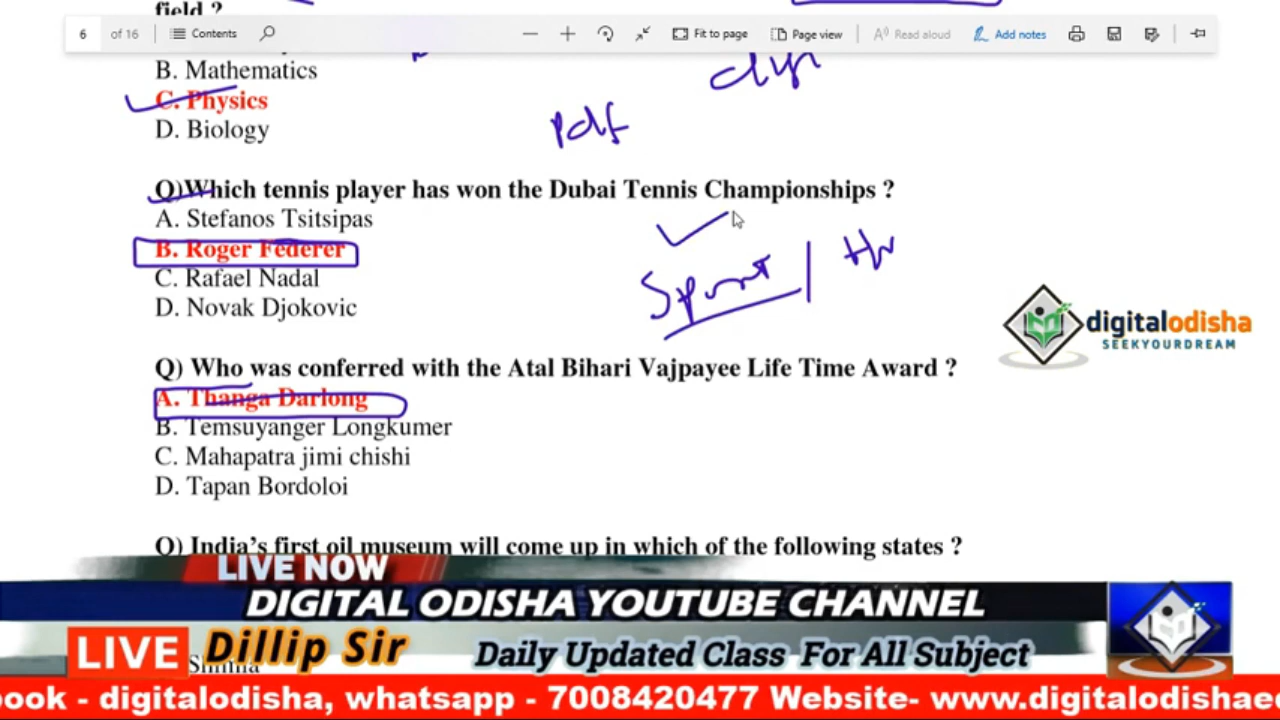 field ?
6 of 16 Contents Fit to page Page view Read aloud Add notes
B. Mathematics
C. Physics
D. Biology
pdf
Q)Which tennis player has won the Dubai Tennis Championships ?
A. Stefanos Tsitsipas
B. Roger Federer
C. Rafael Nadal
D. Novak Djokovic
digitalodisha
SEEKYOURDREAM
Q) Who was conferred with the Atal Bihari Vajpayee Life Time Award ?
A. Thanga Darlong
B. Temsuyanger Longkumer
C. Mahapatra jimi chishi
D. Tapan Bordoloi
Q) India's first oil museum will come up in which of the following states ?
LIVE NOW
DIGITAL ODISHA YOUTUBE CHANNEL
LIVE Dillip Sir Daily Updated Class For All Subject
book - digitalodisha, whatsapp - 7008420477 Website- www.digitalodishaed